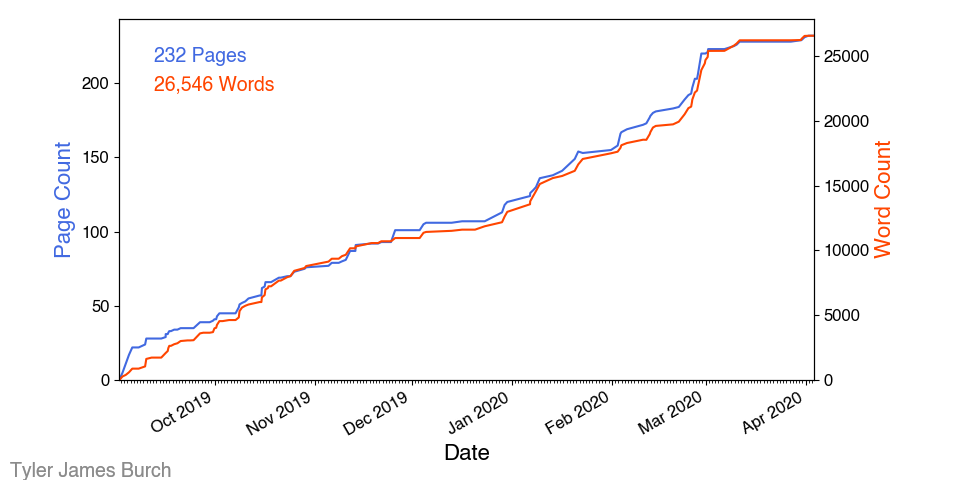 232 Pages
26,546 Words
Page Count
200
150
100
50
0
25000
20000
15000
10000
5000
0
Word Count
Oct 2019
Nov 2019
Dec 2019
Jan 2020
Feb 2020
Mar 2020
Apr 2020
Date
Tyler James Burch